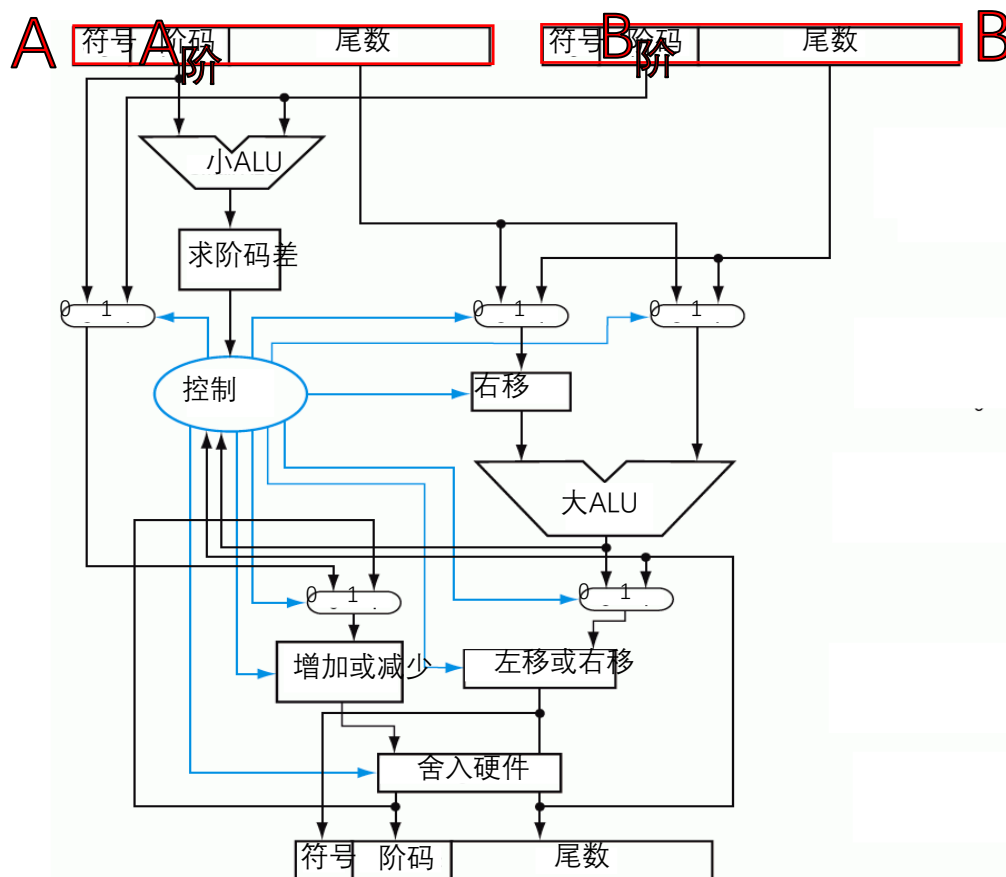 A 符号 A阶 阶码 尾数 符号 B阶 阶码 尾数 B
小ALU
求阶码差
0 1 0 1 0 1
控制 右移
大ALU
0 1 0 1
增加或减少 左移或右移
舍入硬件
符号 阶码 尾数